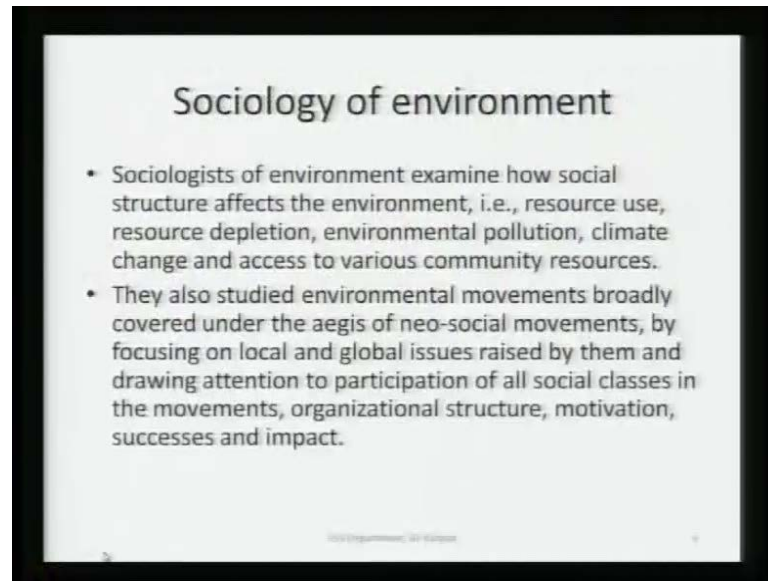 Sociology of environment
• Sociologists of environment examine how social
structure affects the environment, i.e., resource use,
resource depletion, environmental pollution, climate
change and access to various community resources.
• They also studied environmental movements broadly
covered under the aegis of neo-social movements, by
focusing on local and global issues raised by them and
drawing attention to participation of all social classes in
the movements, organizational structure, motivation,
successes and impact.